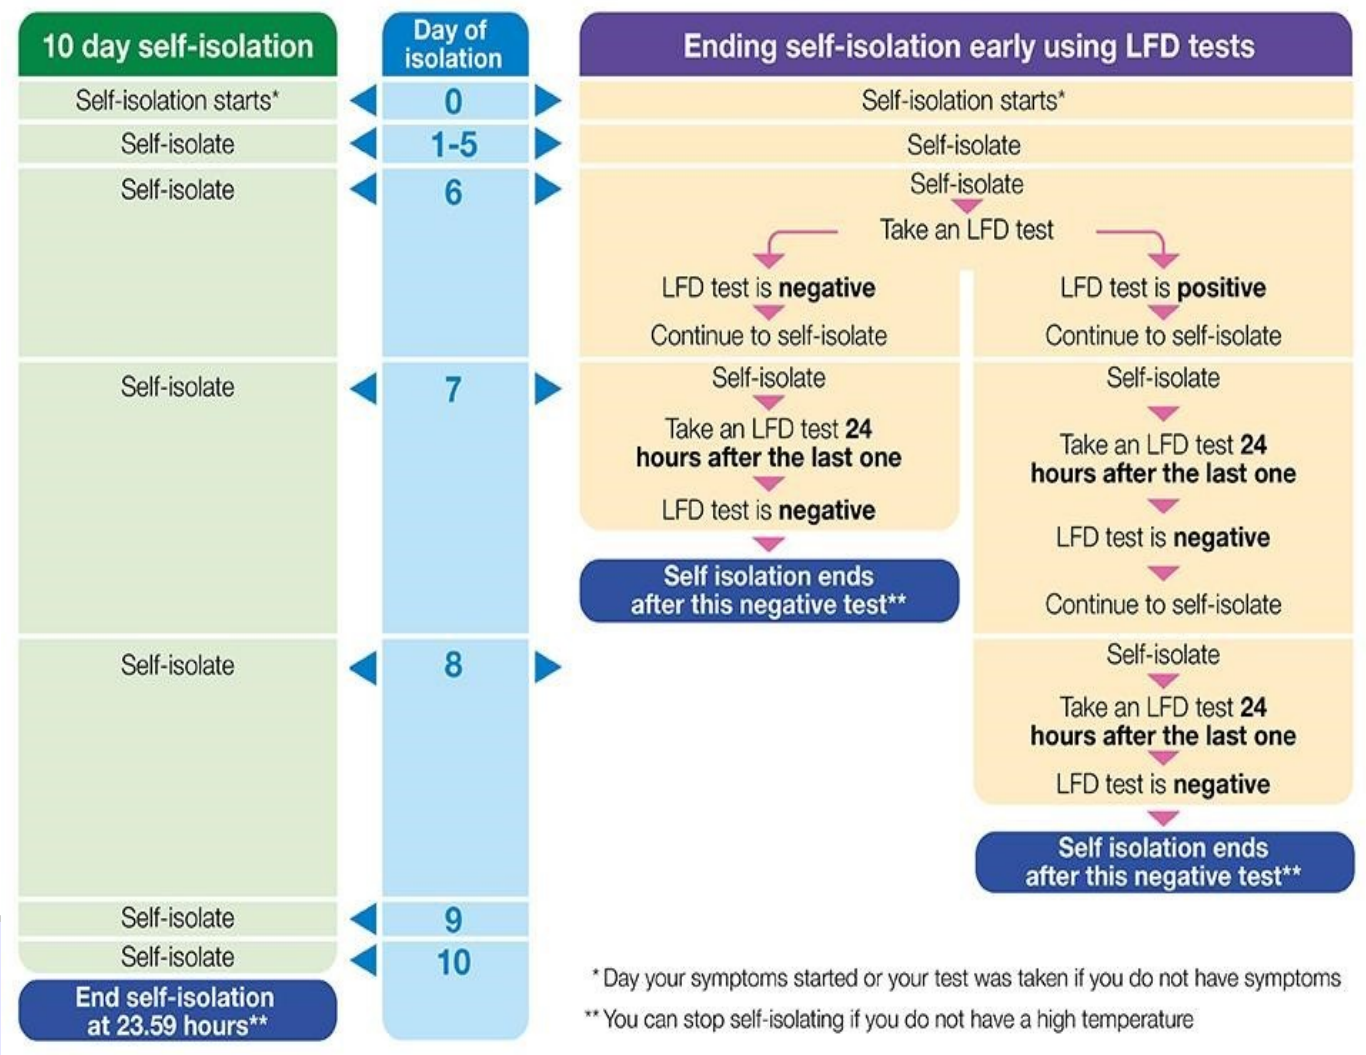 10 day self-isolation
Day of
isolation
Ending self-isolation early using LFD tests
Self-isolation starts*
0
Self-isolation starts*
Self-isolate
1-5
Self-isolate
Self-isolate
6
Self-isolate
Take an LFD test
LFD test is negative
LFD test is positive
Continue to self-isolate
Continue to self-isolate
Self-isolate
7
Self-isolate
Take an LFD test 24
hours after the last one
LFD test is negative
Self isolation ends
after this negative test**
Self-isolate
Take an LFD test 24
hours after the last one
LFD test is negative
Continue to self-isolate
Self-isolate
8
Self-isolate
Take an LFD test 24
hours after the last one
LFD test is negative
Self isolation ends
after this negative test**
Self-isolate
9
Self-isolate
10
End self-isolation
at 23.59 hours**
* Day your symptoms started or your test was taken if you do not have symptoms
** You can stop self-isolating if you do not have a high temperature